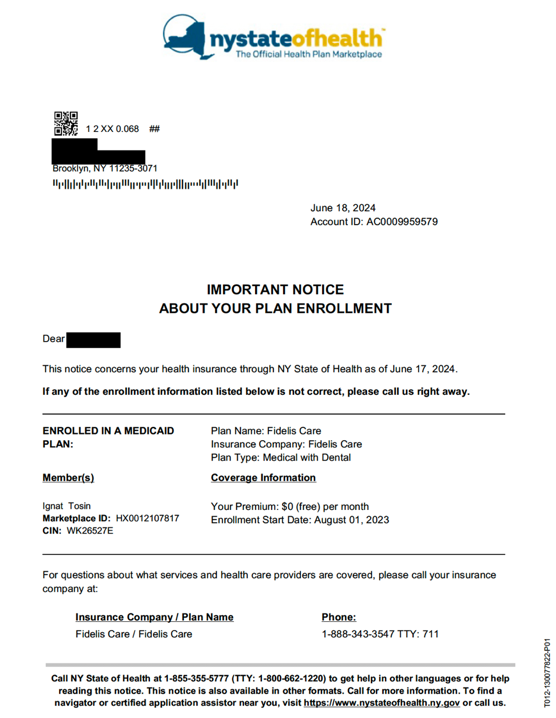 nystateofhealth™
The Official Health Plan Marketplace
1 2 XX 0.068 ##
Brooklyn, NY 11235-3071
June 18, 2024
Account ID: AC0009959579
IMPORTANT NOTICE
ABOUT YOUR PLAN ENROLLMENT
Dear
This notice concerns your health insurance through NY State of Health as of June 17, 2024.
If any of the enrollment information listed below is not correct, please call us right away.
ENROLLED IN A MEDICAID
PLAN:
Plan Name: Fidelis Care
Insurance Company: Fidelis Care
Plan Type: Medical with Dental
Member(s)
Coverage Information
Ignat Tosin
Marketplace ID: HX0012107817
CIN: WK26527E
Your Premium: $0 (free) per month
Enrollment Start Date: August 01, 2023
For questions about what services and health care providers are covered, please call your insurance
company at:
Insurance Company / Plan Name
Phone:
Fidelis Care / Fidelis Care
1-888-343-3547 TTY: 711
Call NY State of Health at 1-855-355-5777 (TTY: 1-800-662-1220) to get help in other languages or for help
reading this notice. This notice is also available in other formats. Call for more information. To find a
navigator or certified application assistor near you, visit https://www.nystateofhealth.ny.gov or call us.
T012-130077822-P01